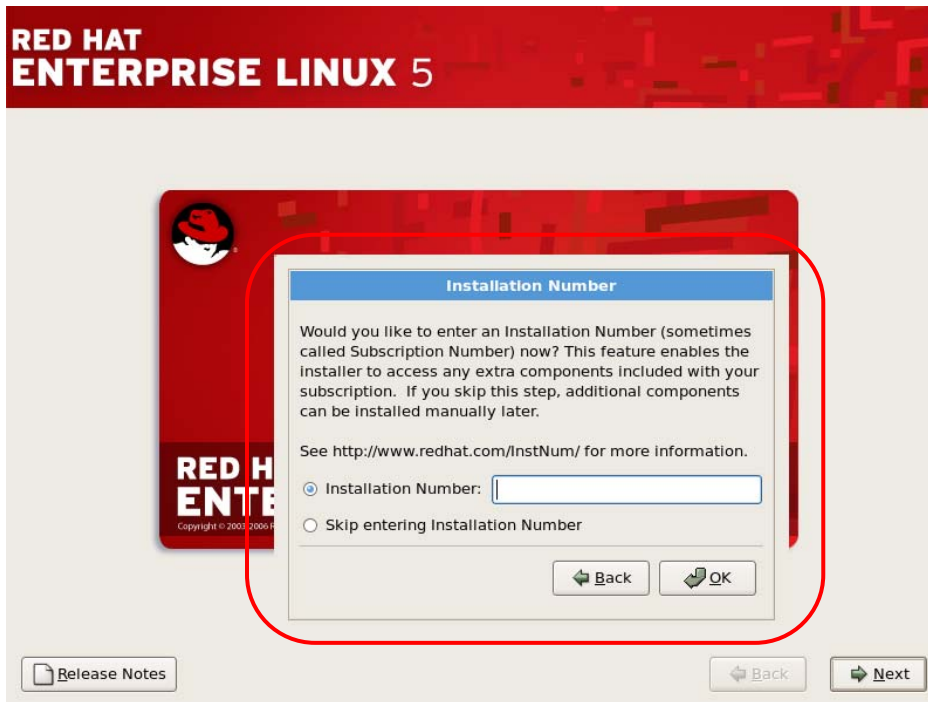 RED HAT
ENTERPRISE LINUX 5
Installation Number
Would you like to enter an Installation Number (sometimes
called Subscription Number) now? This feature enables the
installer to access any extra components included with your
subscription. If you skip this step, additional components
can be installed manually later.
See http://www.redhat.com/InstNum/ for more information.
Installation Number:
Skip entering Installation Number
Back
OK
RED H
ENTE
Copyright © 2003-2006 R
Release Notes
Back
Next